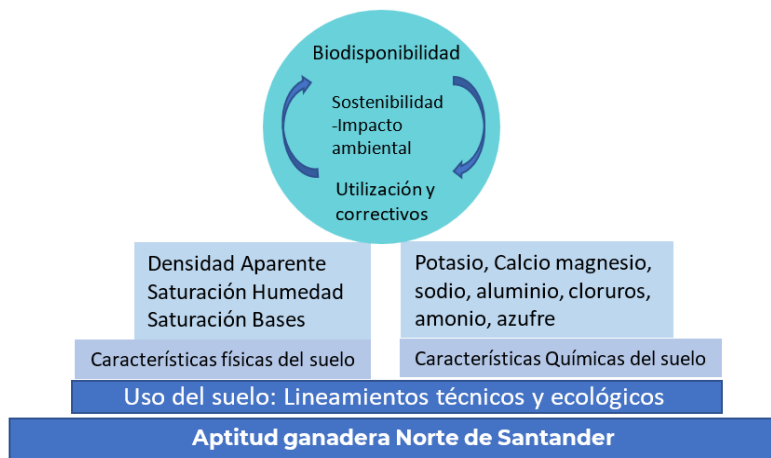 Biodisponibilidad
Sostenibilidad
-Impacto
ambiental
Utilización y
correctivos
Densidad Aparente
Saturación Humedad
Saturación Bases
Potasio, Calcio magnesio,
sodio, aluminio, cloruros,
amonio, azufre
Características físicas del suelo
Características Químicas del suelo
Uso del suelo: Lineamientos técnicos y ecológicos
Aptitud ganadera Norte de Santander